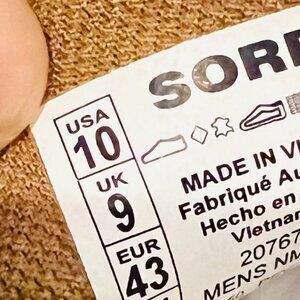 SORE
USA
10
UK
9
EUR
43
MADE IN VI
Fabriqué Au
Hecho en
Vietnam
20767
MENS NM